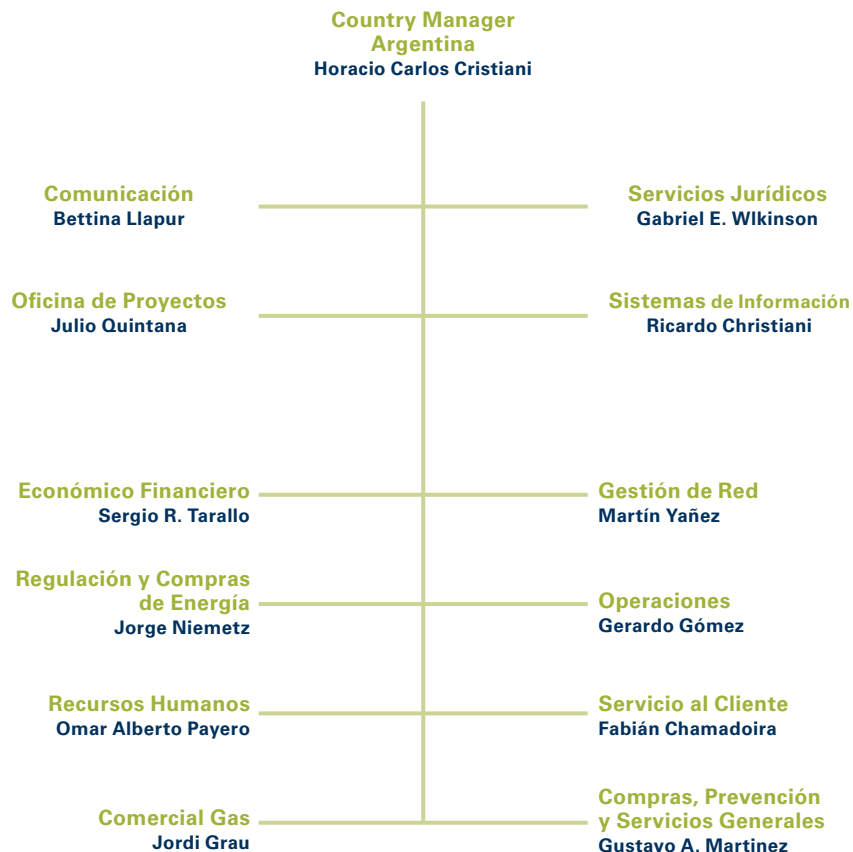 Country Manager
Argentina
Horacio Carlos Cristiani
Comunicación
Bettina Llapur
Servicios Jurídicos
Gabriel E. Wlkinson
Oficina de Proyectos
Julio Quintana
Sistemas de Información
Ricardo Christiani
Económico Financiero
Sergio R. Tarallo
Gestión de Red
Martín Yañez
Regulación y Compras
de Energía
Jorge Niemetz
Operaciones
Gerardo Gómez
Recursos Humanos
Omar Alberto Payero
Servicio al Cliente
Fabián Chamadoira
Comercial Gas
Jordi Grau
Compras, Prevención
y Servicios Generales
Gustavo A. Martinez